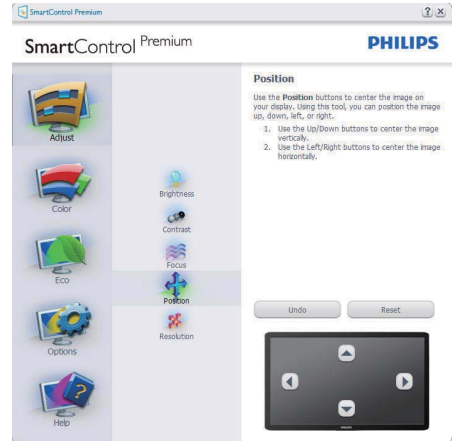 SmartControl Premium
SmartControl Premium
PHILIPS
Adjust
Color
Eco
Options
Help
Brightness
Contrast
Focus
Position
Resolution
Position
Use the Position buttons to center the image on
your display. Using this tool, you can position the image
up, down, left, or right.
1. Use the Up/Down buttons to center the image
vertically.
2. Use the Left/Right buttons to center the image
horizontally.
Undo
Reset
PHILIPS